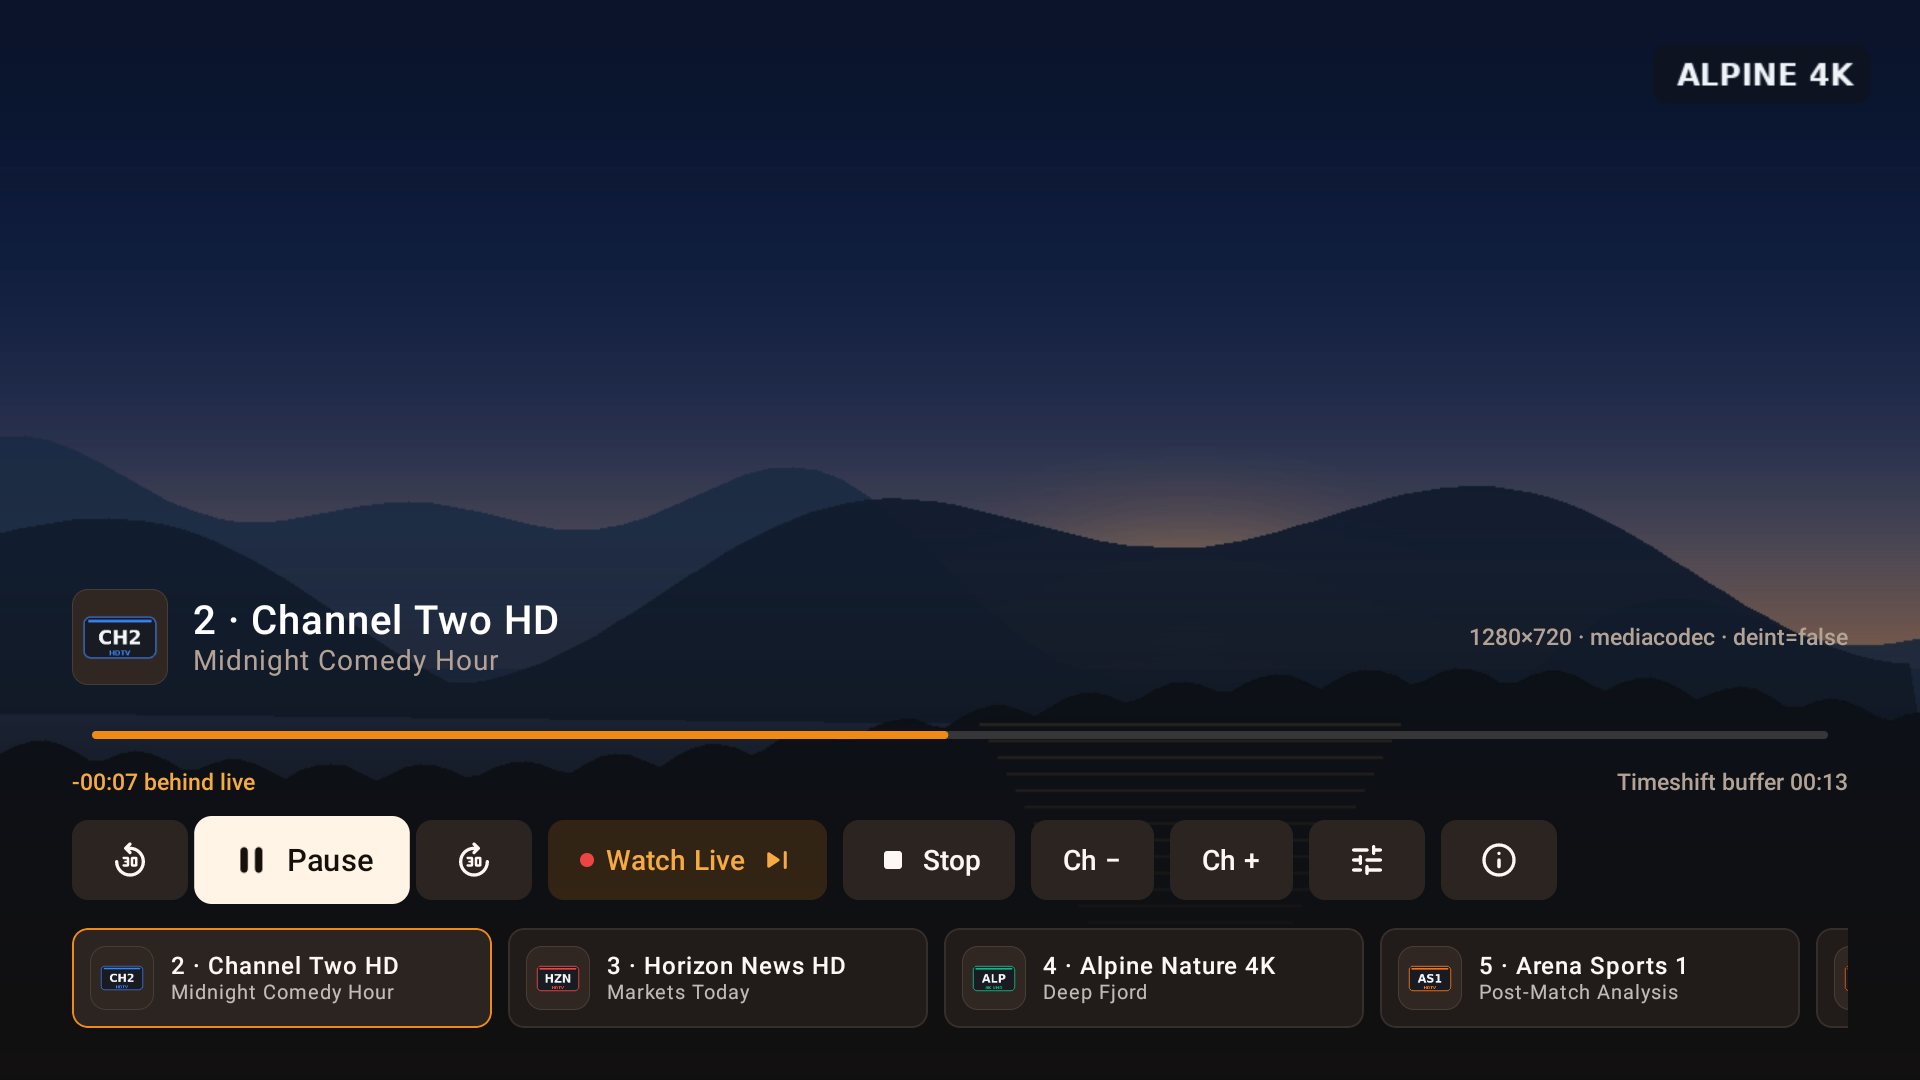 ALPINE 4K
CH2
HDTV
2 · Channel Two HD
Midnight Comedy Hour
1280×720 · mediacodec · deint=false
-00:07 behind live
Timeshift buffer 00:13
30
Pause
30
Watch Live
Stop
Ch −
Ch +
CH2
HDTV
2 · Channel Two HD
Midnight Comedy Hour
HZN
HDTV
3 · Horizon News HD
Markets Today
ALP
4 · Alpine Nature 4K
Deep Fjord
AS1
HDTV
5 · Arena Sports 1
Post-Match Analysis